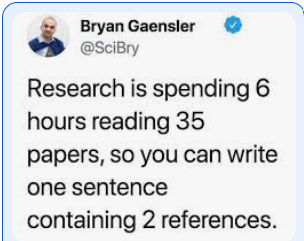 Bryan Gaensler
@SciBry
Research is spending 6
hours reading 35
papers, so you can write
one sentence
containing 2 references.